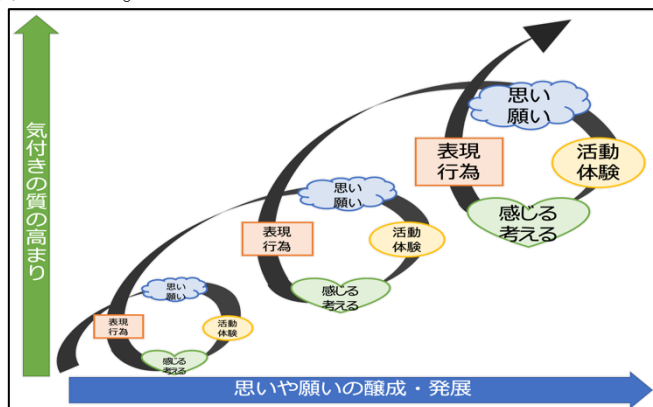 気付きの質の高まり
思い
願い
表現
行為
活動
体験
感じる
考える
思い
願い
表現
行為
活動
体験
感じる
考える
思い
願い
表現
行為
活動
体験
感じる
考える
思いや願いの醸成・発展